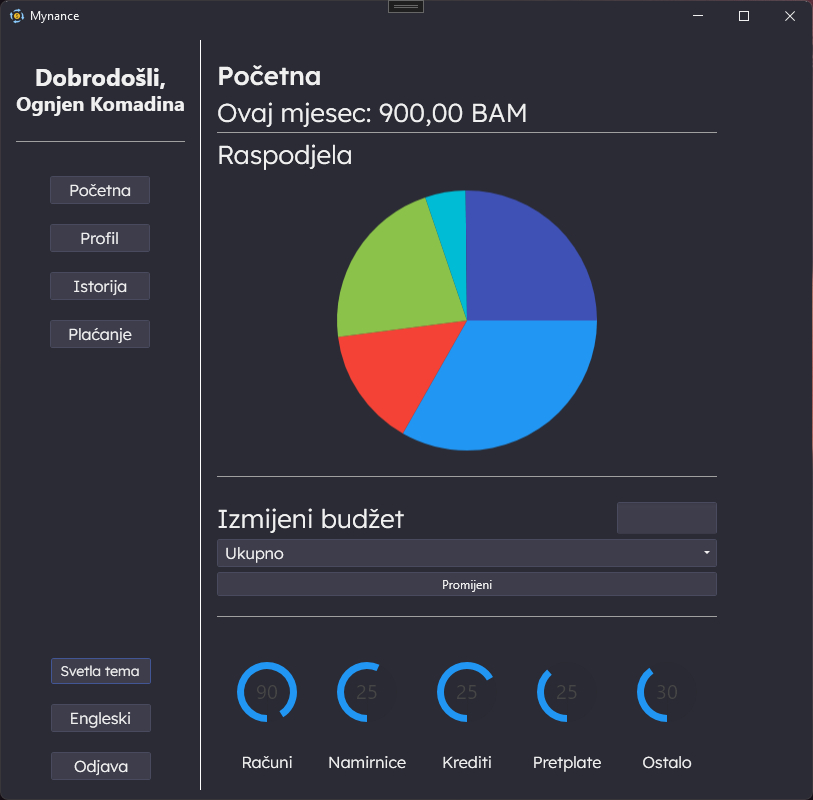 Mynance
Dobrodošli,
Ognjen Komadina
Početna
Profil
Istorija
Plaćanje
Svetla tema
Engleski
Odjava
Početna
Ovaj mjesec: 900,00 BAM
Raspodjela
Izmijeni budžet
Ukupno
Promijeni
90 25 25 25 30
Računi Namirnice Krediti Pretplate Ostalo